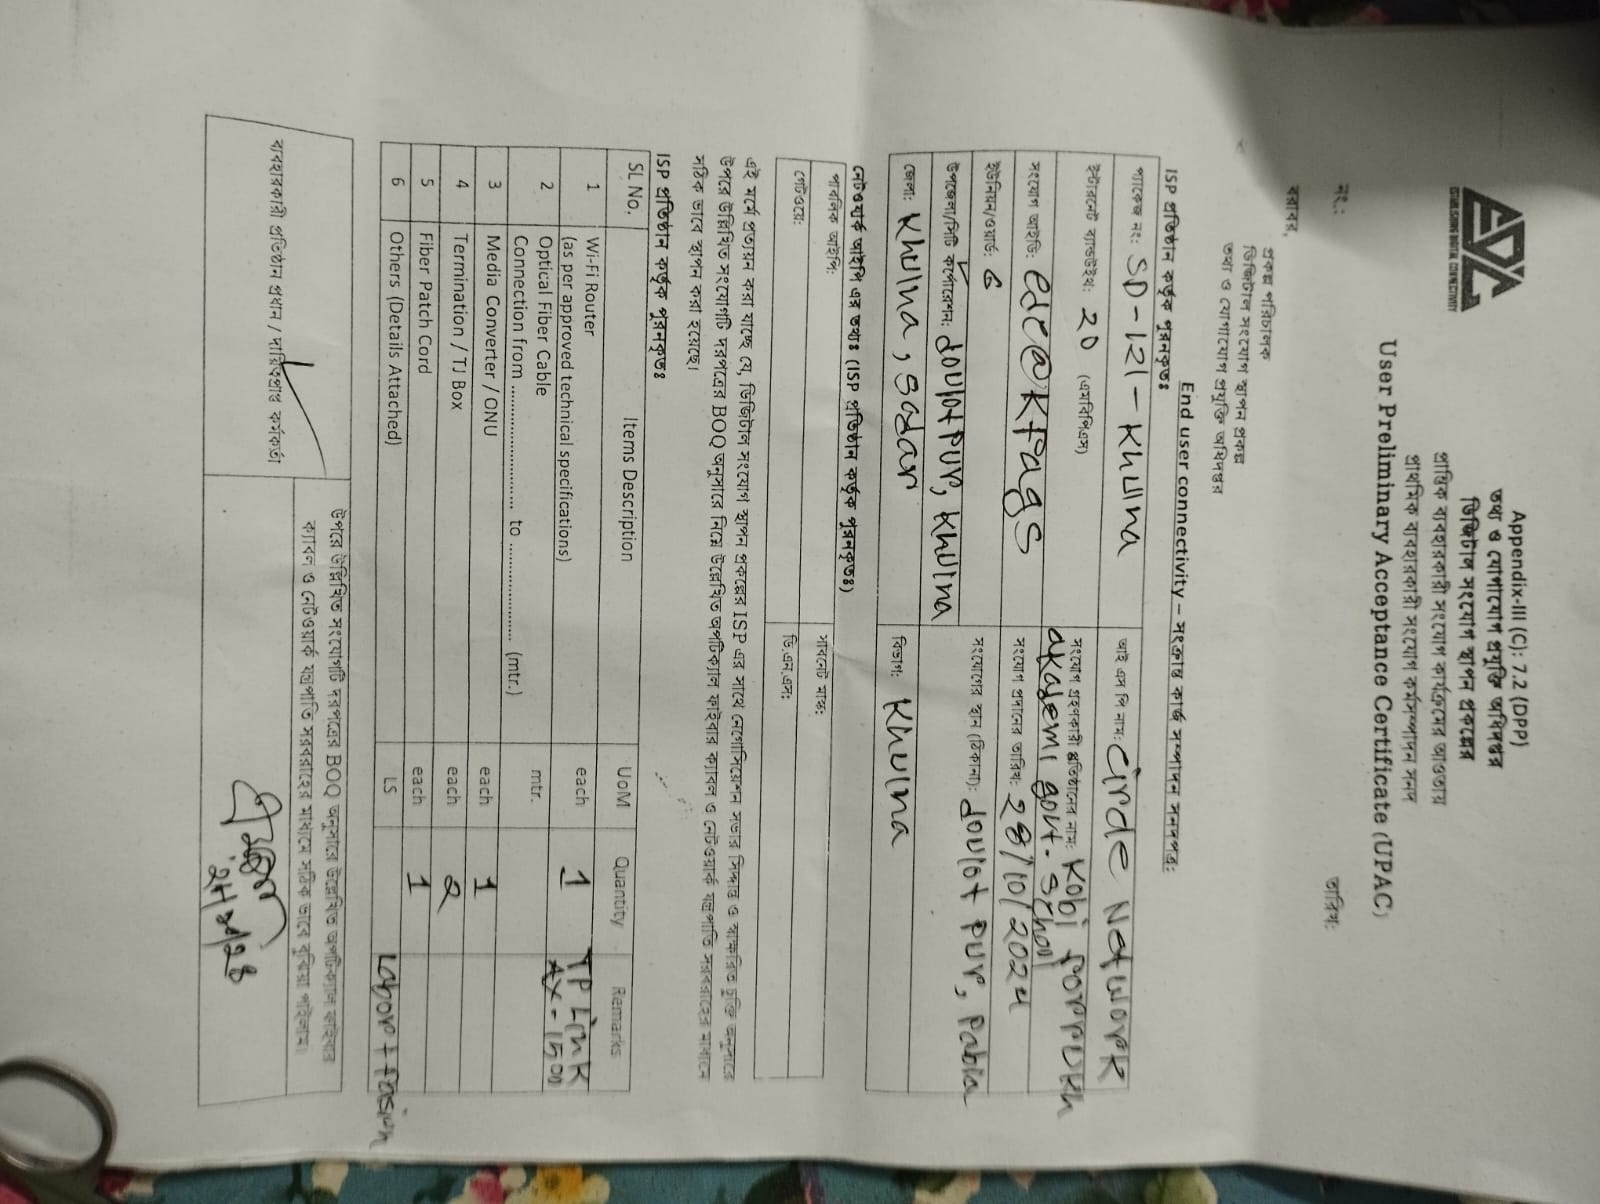 EDC
ESTABLISHING DIGITAL CONNECTIVITY
Appendix-III (C): 7.2 (DPP)
তথ্য ও যোগাযোগ প্রযুক্তি অধিদপ্তর
ডিজিটাল সংযোগ স্থাপন প্রকল্পের
প্রান্তিক ব্যবহারকারী সংযোগ কার্যক্রমের আওতায়
প্রাথমিক ব্যবহারকারী সংযোগ কর্মসম্পাদন সনদ
User Preliminary Acceptance Certificate (UPAC)
নং.: তারিখ:
বরাবর,
প্রকল্প পরিচালক
ডিজিটাল সংযোগ স্থাপন প্রকল্প
তথ্য ও যোগাযোগ প্রযুক্তি অধিদপ্তর
End user connectivity – সংক্রান্ত কার্য সম্পাদন সনদপত্র:
ISP প্রতিষ্ঠান কর্তৃক পূরনকৃতঃ
প্যাকেজ নং: SD-121-Khulna আই এস পি নাম: Circle Network
ইন্টারনেট ব্যান্ডউইথ: 20 (এমবিপিএস) সংযোগ গ্রহণকারী প্রতিষ্ঠানের নাম: Kobi forrukh
akademi govt. School
সংযোগ আইডি: edc@kfags সংযোগ প্রদানের তারিখ: 28/10/2024
ইউনিয়ন/ওয়ার্ড: 6 সংযোগের স্থান (ঠিকানা): doulot pur, Pabla
উপজেলা/সিটি কর্পোরেশন: doulotpur, Khulna
জেলা: Khulna, Sadar বিভাগ: Khulna
নেটওয়ার্ক আইপি এর তথ্যঃ (ISP প্রতিষ্ঠান কর্তৃক পূরনকৃতঃ)
পাবলিক আইপি: সাবনেট মাস্ক:
গেটওয়ে: ডি.এন.এস:
এই মর্মে প্রত্যয়ন করা যাচ্ছে যে, ডিজিটাল সংযোগ স্থাপন প্রকল্পের ISP এর সাথে নেগোসিয়েশন সভার সিদ্ধান্ত ও স্বাক্ষরিত চুক্তি অনুসারে
উপরে উল্লিখিত সংযোগটি দরপত্রের BOQ অনুসারে নিম্নে উল্লেখিত অপটিক্যাল ফাইবার ক্যাবল ও নেটওয়ার্ক যন্ত্রপাতি সরবরাহের মাধ্যমে
সঠিক ভাবে স্থাপন করা হয়েছে।
ISP প্রতিষ্ঠান কর্তৃক পূরনকৃতঃ
SL No. Items Description UoM Quantity Remarks
1 Wi-Fi Router each 1 TP Link
(as per approved technical specifications) AX-1500
2 Optical Fiber Cable mtr.
Connection from ........................ to .................... (mtr.)
3 Media Converter / ONU each 1
4 Termination / TJ Box each 2
5 Fiber Patch Cord each 1
6 Others (Details Attached) LS Labor +
উপরে উল্লিখিত সংযোগটি দরপত্রের BOQ অনুসারে উল্লেখিত অপটিক্যাল ফাইবার
ক্যাবল ও নেটওয়ার্ক যন্ত্রপাতি সরবরাহের মাধ্যমে সঠিক ভাবে বুঝিয়া পাইলাম।
ব্যবহারকারী প্রতিষ্ঠান প্রধান / দায়িত্বপ্রাপ্ত কর্মকর্তা